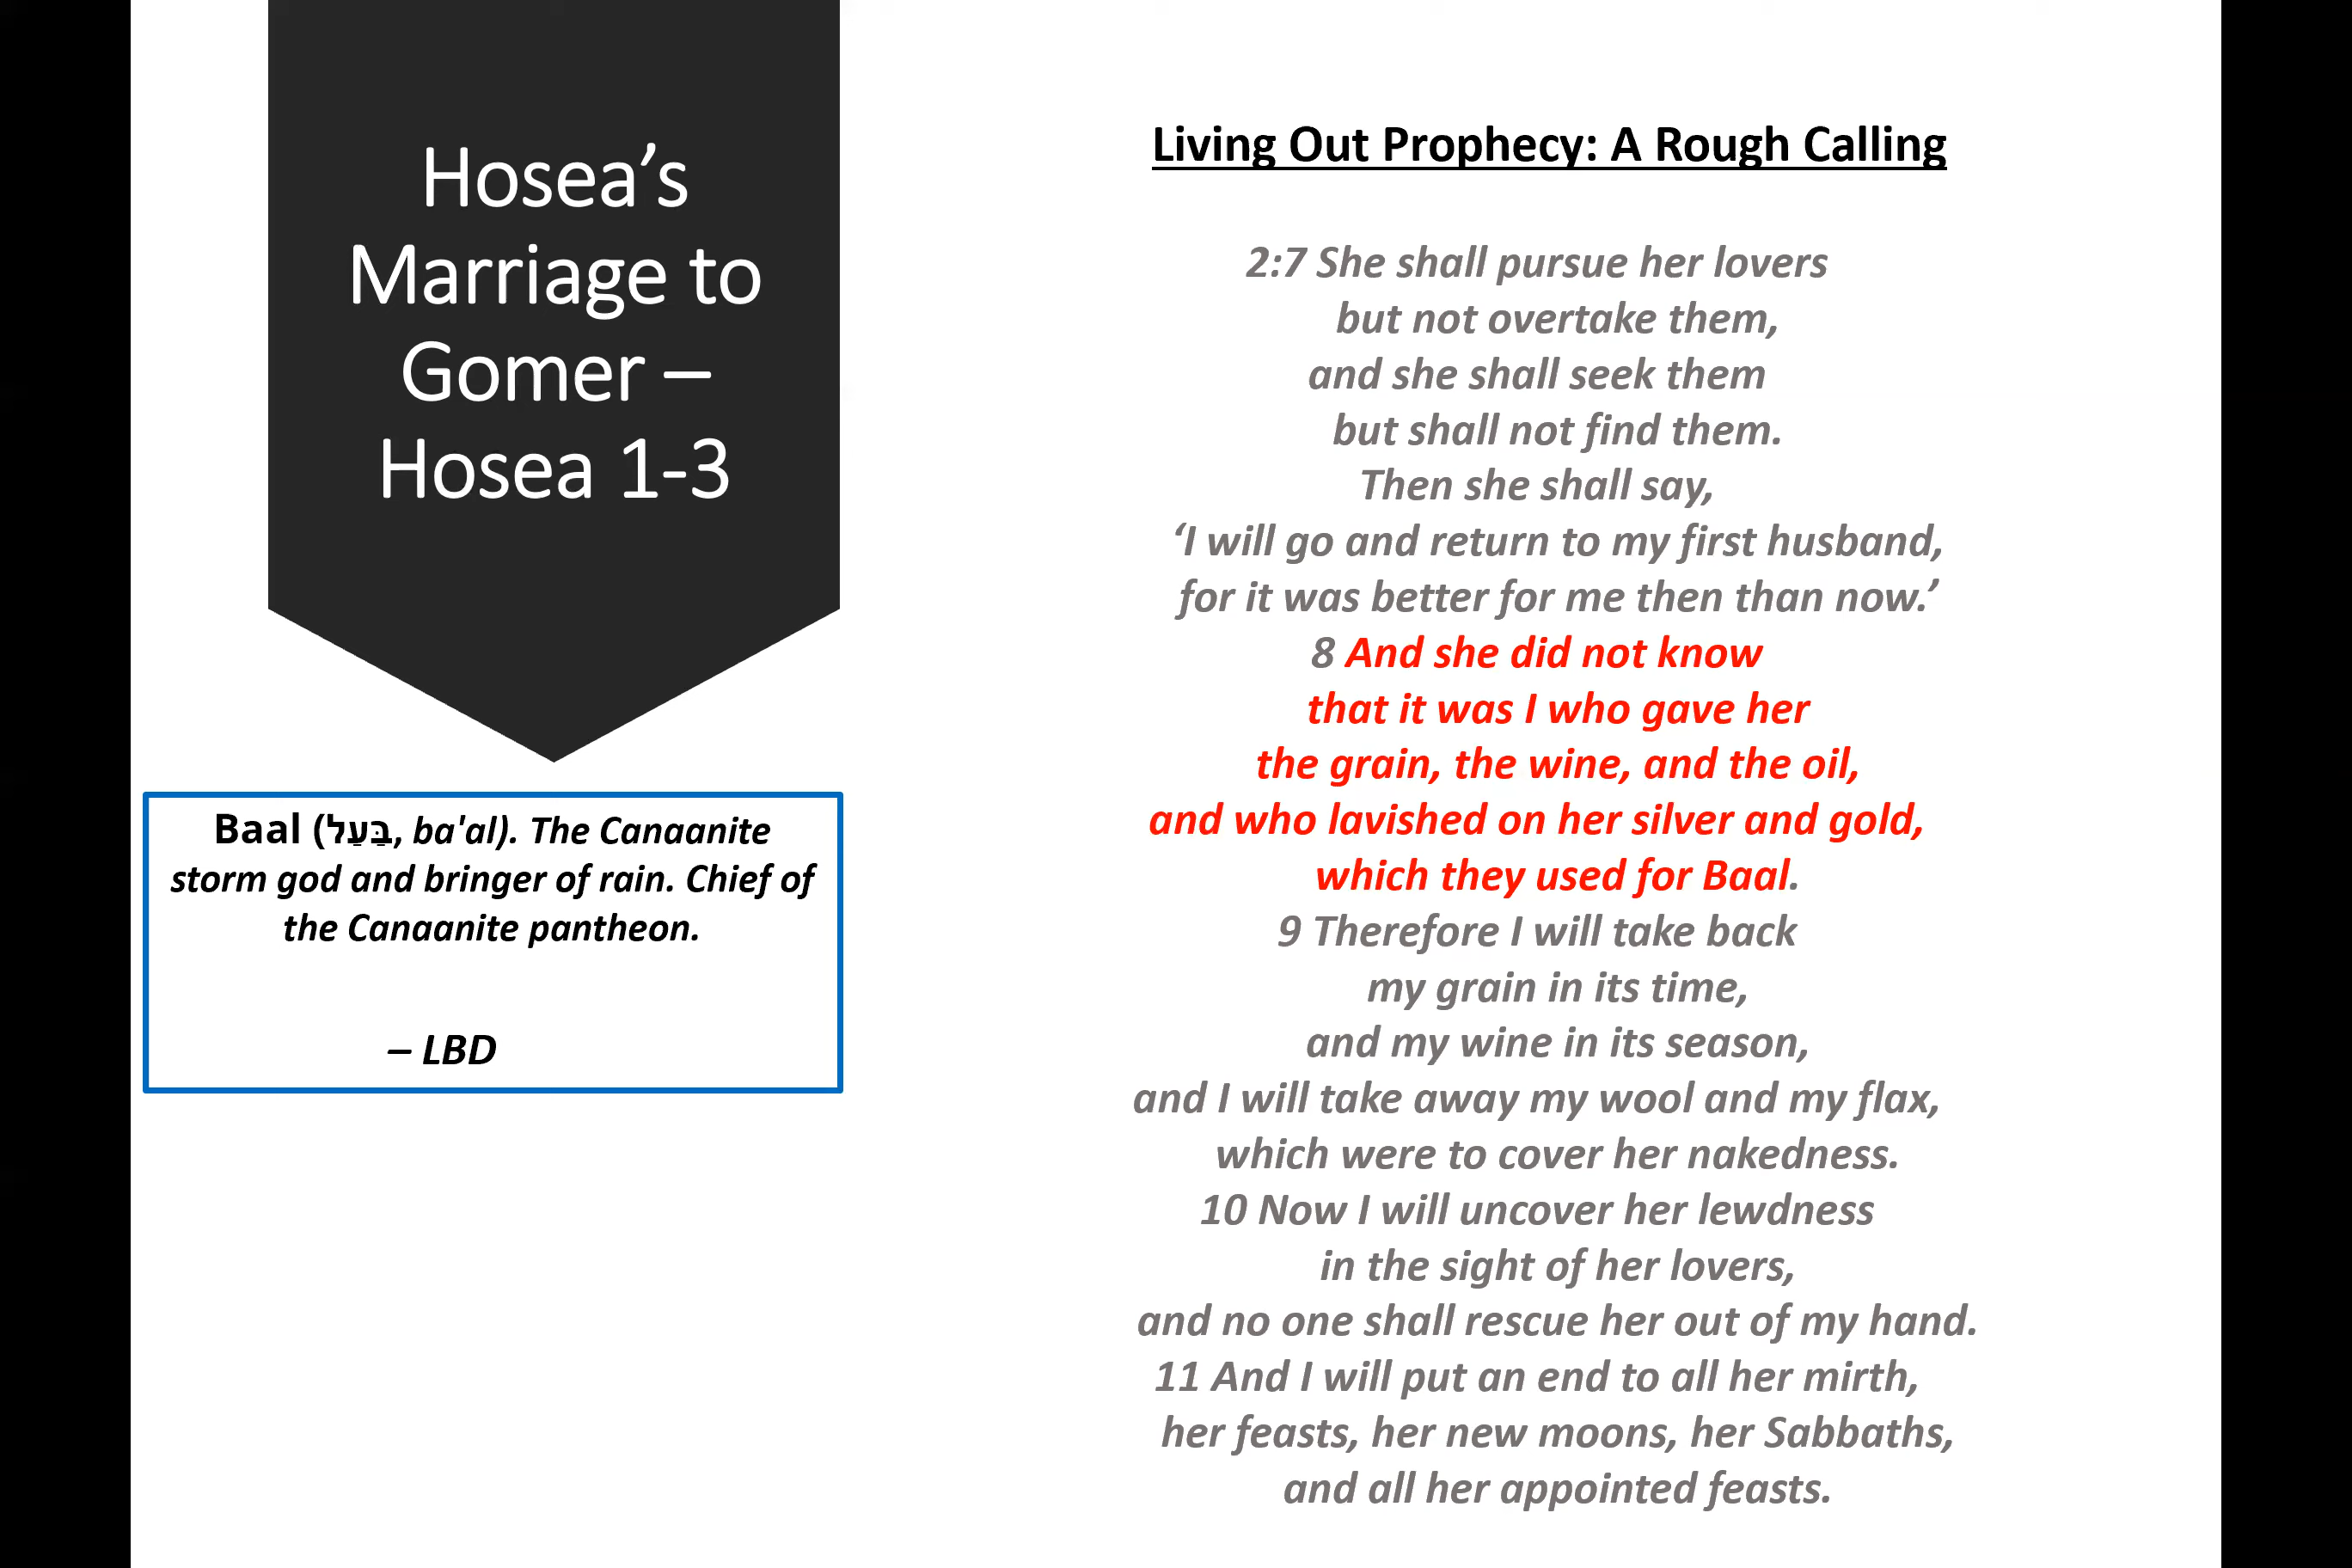 Hosea’s
Marriage to
Gomer –
Hosea 1-3
Baal (בַּעַל, ba'al). The Canaanite
storm god and bringer of rain. Chief of
the Canaanite pantheon.
– LBD
Living Out Prophecy: A Rough Calling
2:7 She shall pursue her lovers
but not overtake them,
and she shall seek them
but shall not find them.
Then she shall say,
‘I will go and return to my first husband,
for it was better for me then than now.’
8 And she did not know
that it was I who gave her
the grain, the wine, and the oil,
and who lavished on her silver and gold,
which they used for Baal.
9 Therefore I will take back
my grain in its time,
and my wine in its season,
and I will take away my wool and my flax,
which were to cover her nakedness.
10 Now I will uncover her lewdness
in the sight of her lovers,
and no one shall rescue her out of my hand.
11 And I will put an end to all her mirth,
her feasts, her new moons, her Sabbaths,
and all her appointed feasts.